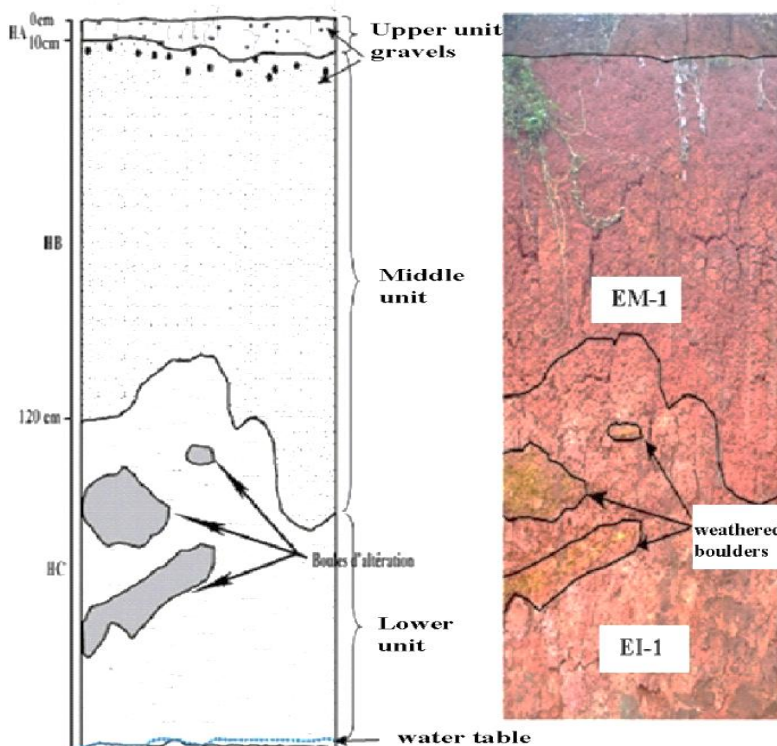 0cm
HA
10cm
Upper unit
gravels
HB
Middle
unit
EM-1
120 cm
weathered
boulders
Boules d'altération
HC
Lower
unit
EI-1
water table